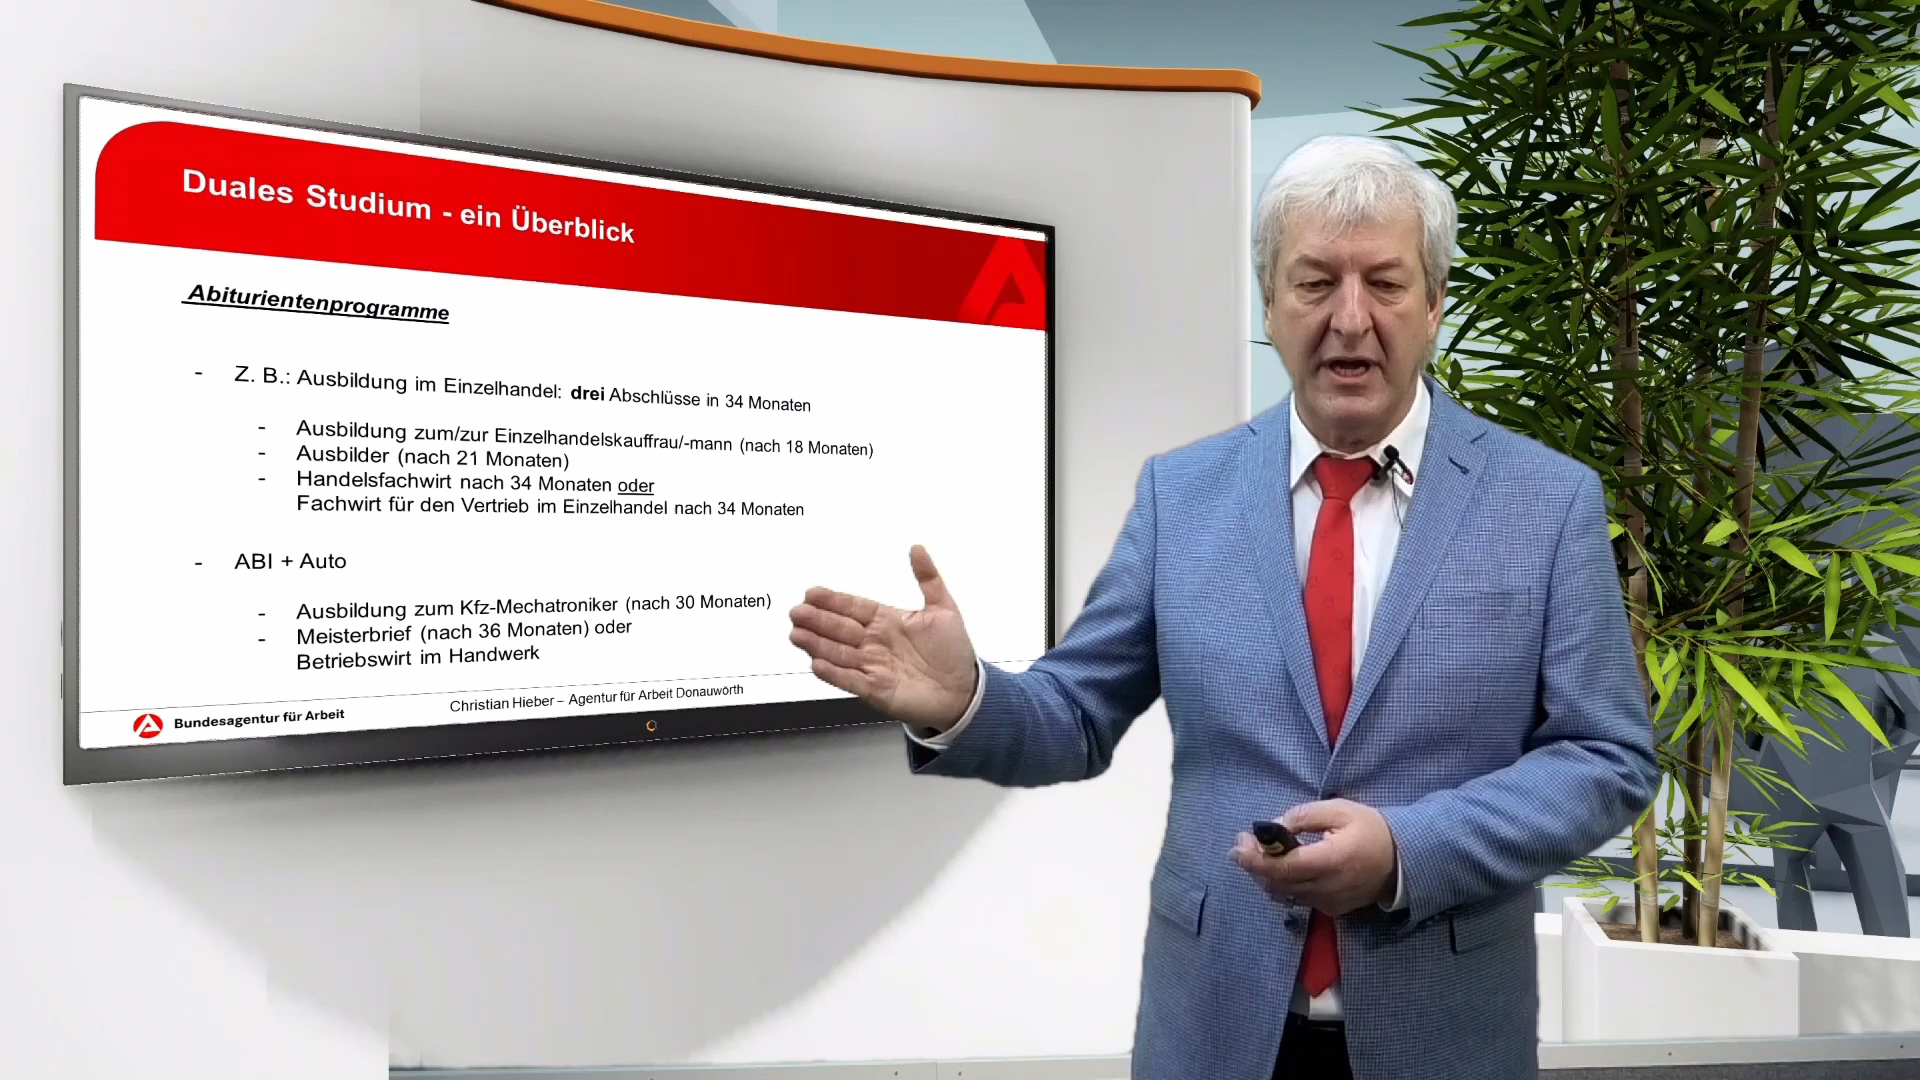 Duales Studium - ein Überblick
Abiturientenprogramme
- Z. B.: Ausbildung im Einzelhandel: drei Abschlüsse in 34 Monaten
- Ausbildung zum/zur Einzelhandelskauffrau/-mann (nach 18 Monaten)
- Ausbilder (nach 21 Monaten)
- Handelsfachwirt nach 34 Monaten oder
Fachwirt für den Vertrieb im Einzelhandel nach 34 Monaten
- ABI + Auto
- Ausbildung zum Kfz-Mechatroniker (nach 30 Monaten)
- Meisterbrief (nach 36 Monaten) oder
Betriebswirt im Handwerk
Christian Hieber – Agentur für Arbeit Donauwörth
Bundesagentur für Arbeit